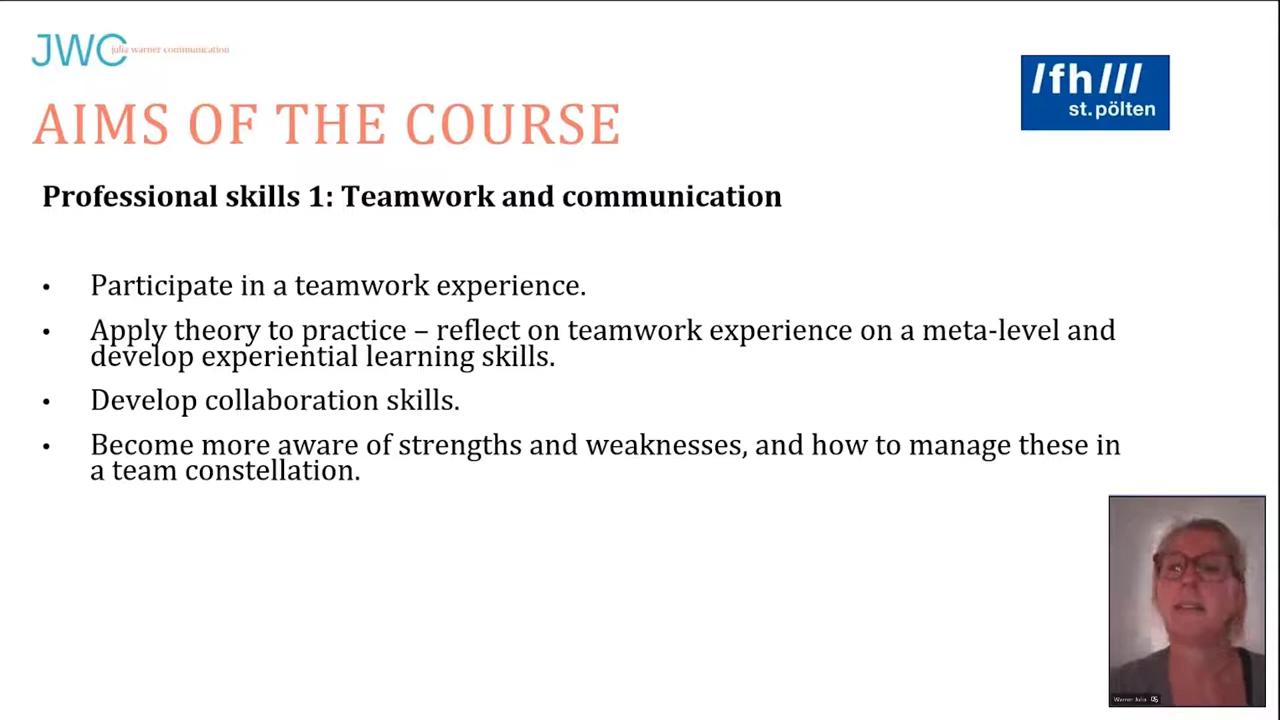 JWC julia warner communication
/fh///
st.pölten
AIMS OF THE COURSE
Professional skills 1: Teamwork and communication
• Participate in a teamwork experience.
• Apply theory to practice – reflect on teamwork experience on a meta-level and
develop experiential learning skills.
• Develop collaboration skills.
• Become more aware of strengths and weaknesses, and how to manage these in
a team constellation.
Warner Julia